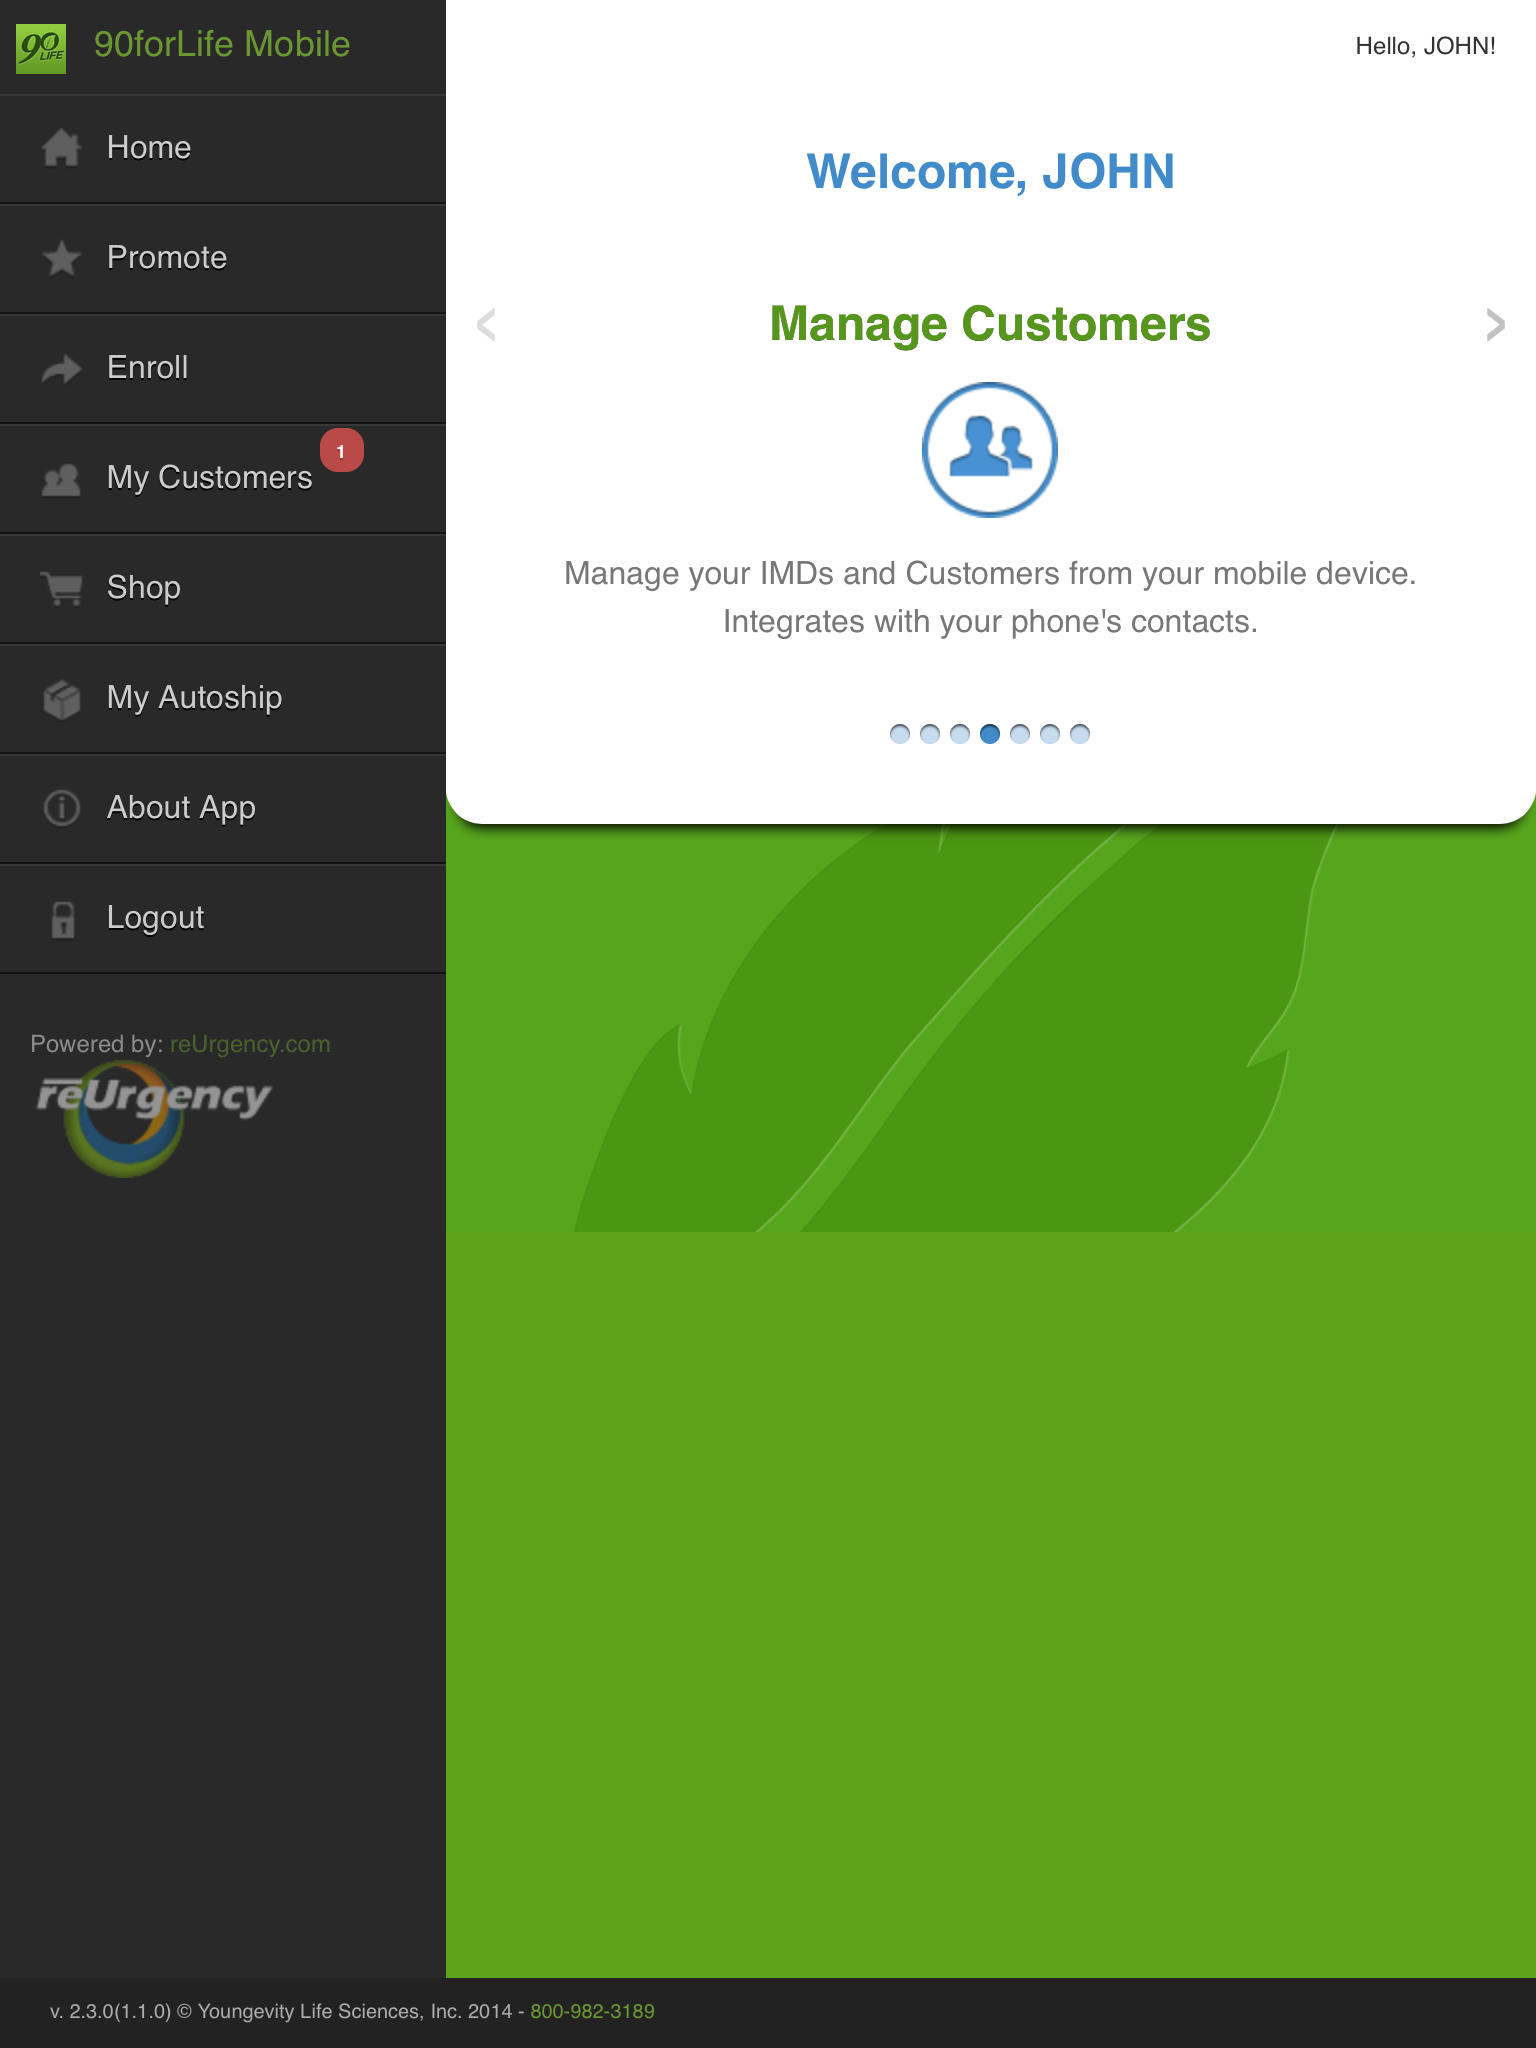 90
LIFE
90forLife Mobile
Home
Promote
Enroll
My Customers
1
Shop
My Autoship
About App
Logout
Powered by: reUrgency.com
reUrgency
Hello, JOHN!
Welcome, JOHN
Manage Customers
Manage your IMDs and Customers from your mobile device.
Integrates with your phone's contacts.
v. 2.3.0(1.1.0) © Youngevity Life Sciences, Inc. 2014 - 800-982-3189